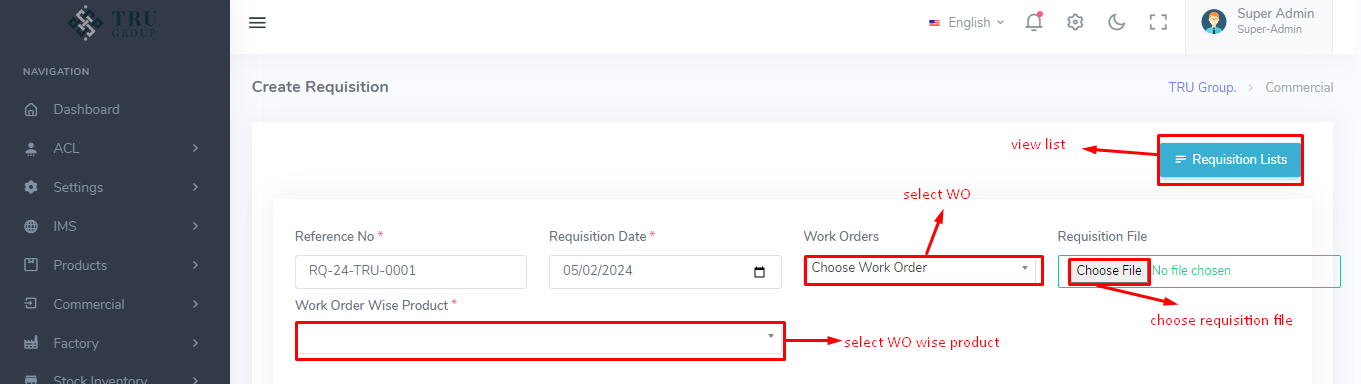 TRU
GROUP
English
Super Admin
Super-Admin
NAVIGATION
Dashboard
ACL
Settings
IMS
Products
Commercial
Factory
Stock Inventory
Create Requisition
TRU Group. > Commercial
view list
Requisition Lists
select WO
Reference No *
Requisition Date *
Work Orders
Requisition File
RQ-24-TRU-0001
05/02/2024
Choose Work Order
Choose File No file chosen
Work Order Wise Product *
choose requisition file
select WO wise product